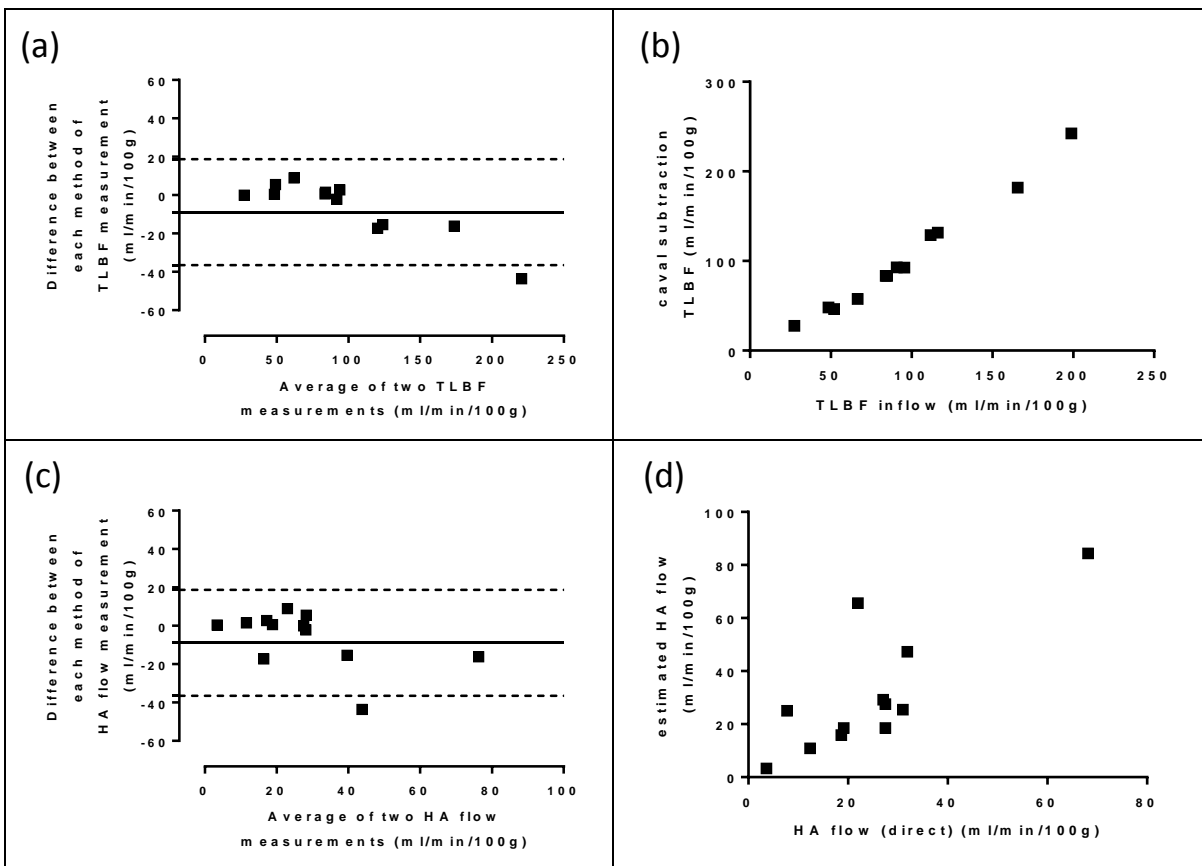 (a)
Difference between
each method of
TLBF measurement
(ml/min/100g)
60
40
20
0
-20
-40
-60
0 50 100 150 200 250
Average of two TLBF
measurements (ml/min/100g)
(b)
caval subtraction
TLBF (ml/min/100g)
300
200
100
0
0 50 100 150 200 250
TLBF inflow (ml/min/100g)
(c)
Difference between
each method of
HA flow measurement
(ml/min/100g)
60
40
20
0
-20
-40
-60
0 20 40 60 80 100
Average of two HA flow
measurements (ml/min/100g)
(d)
estimated HA flow
(ml/min/100g)
100
80
60
40
20
0
0 20 40 60 80
HA flow (direct) (ml/min/100g)